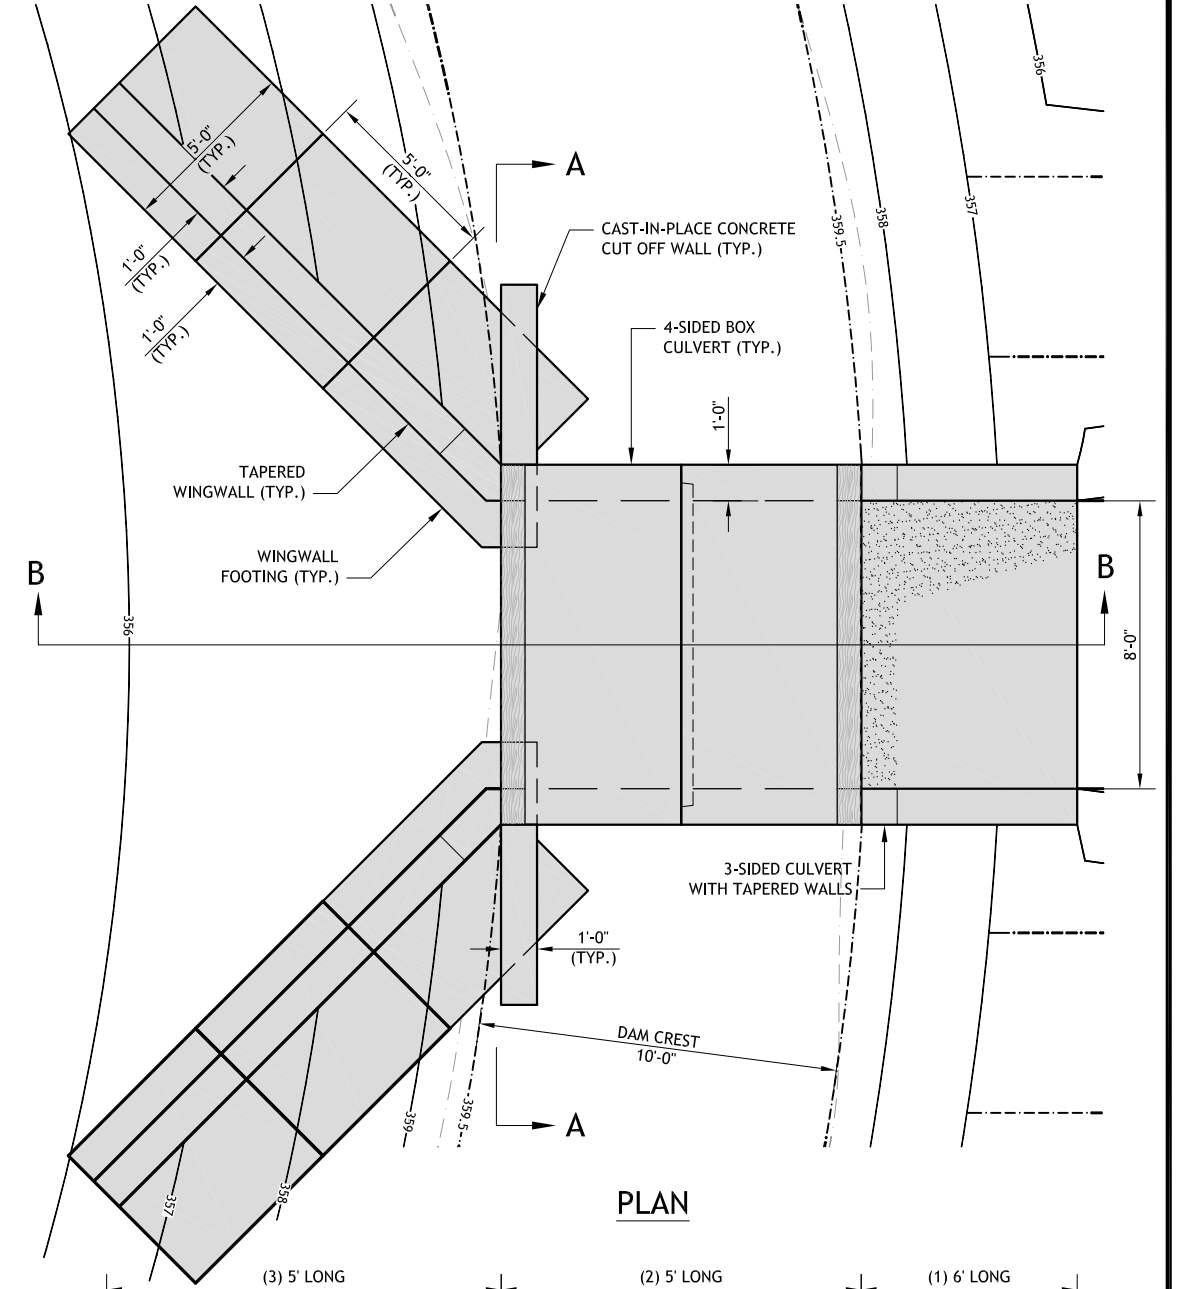 356
5'-0"
(TYP.)
5'-0"
(TYP.)
A
CAST-IN-PLACE CONCRETE
CUT OFF WALL (TYP.)
359.5
358
357
1'-0"
(TYP.)
1'-0"
(TYP.)
4-SIDED BOX
CULVERT (TYP.)
1'-0"
TAPERED
WINGWALL (TYP.)
WINGWALL
FOOTING (TYP.)
B
B
356
8'-0"
3-SIDED CULVERT
WITH TAPERED WALLS
1'-0"
(TYP.)
DAM CREST
10'-0"
359
359.5
A
357
358
PLAN
(3) 5' LONG
(2) 5' LONG
(1) 6' LONG